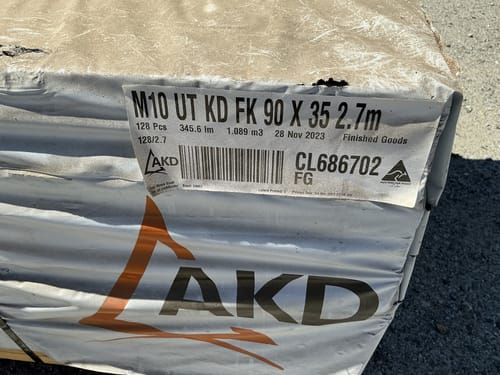 M10 UT KD FK 90 X 35 2.7m
128 Pcs 345.6 lm 1.089 m3 28 Nov 2023 Finished Goods
128/2.7
AKD
CL686702
FG
AKD